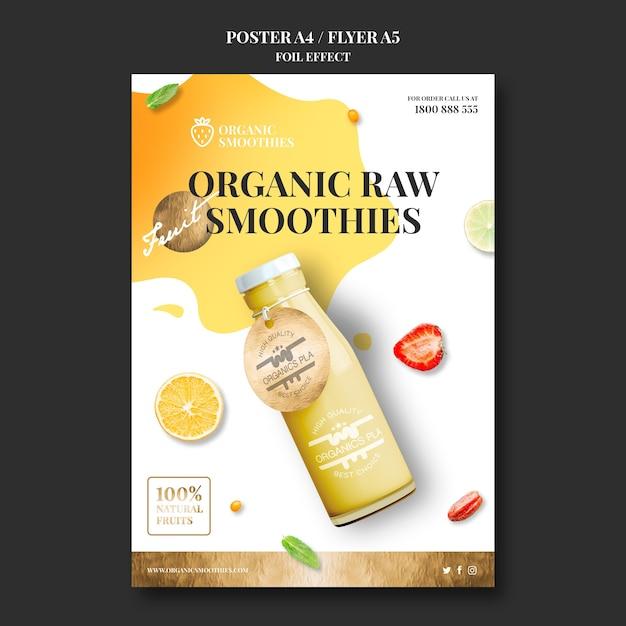 POSTER A4 / FLYER A5
FOIL EFFECT
FOR ORDER CALL US AT
1800 888 555
ORGANIC
SMOOTHIES
ORGANIC RAW
SMOOTHIES
Fruit
HIGH QUALITY
ORGANICS PLA
BEST CHOICE
HIGH QUALITY
ORGANICS PLA
BEST CHOICE
100%
NATURAL
FRUITS
WWW.ORGANICSMOOTHIES.COM